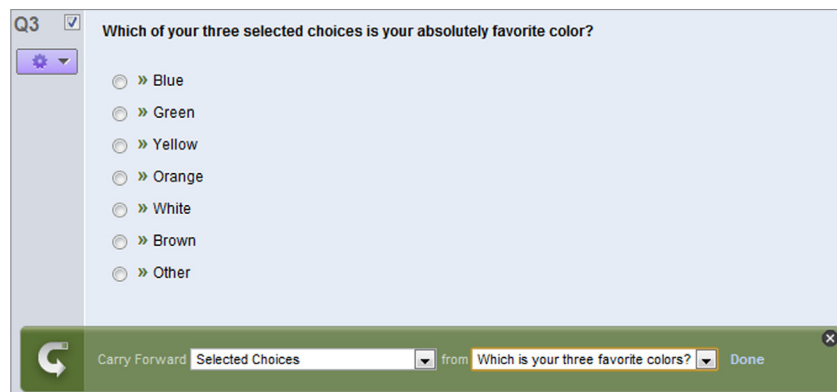 Q3
Which of your three selected choices is your absolutely favorite color?
» Blue
» Green
» Yellow
» Orange
» White
» Brown
» Other
Carry Forward Selected Choices from Which is your three favorite colors? Done